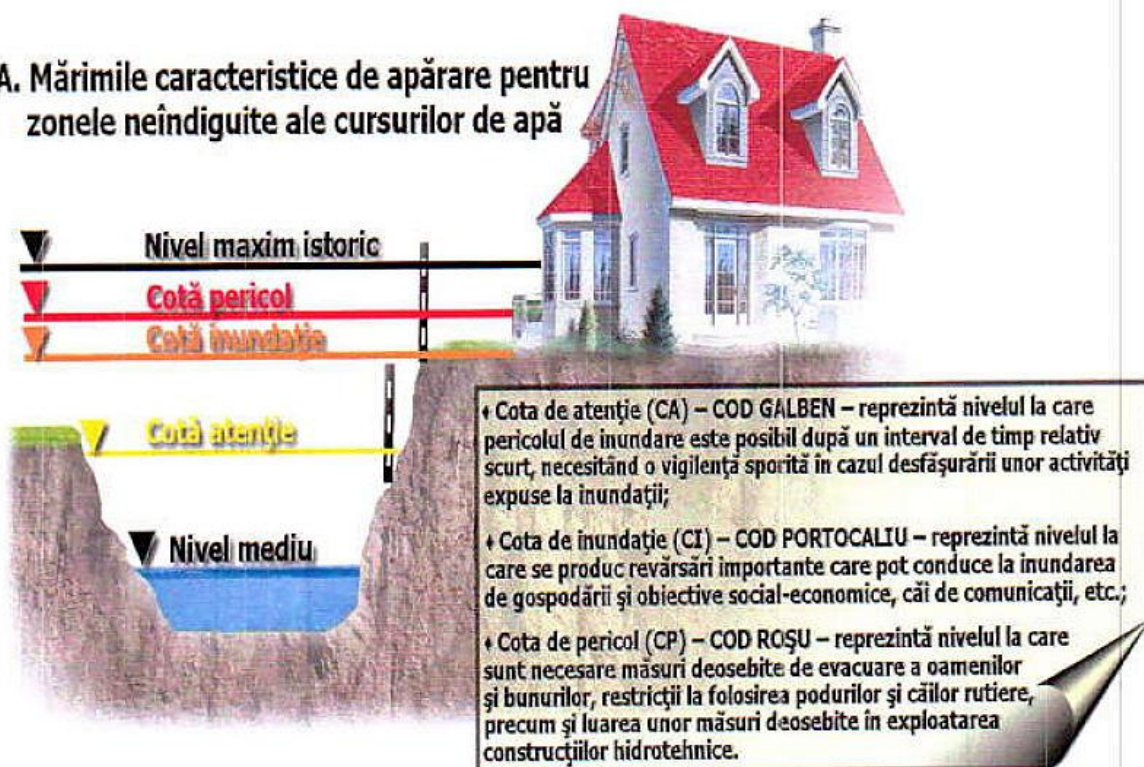 A. Mărimile caracteristice de apărare pentru
zonele neîndiguite ale cursurilor de apă
Nivel maxim istoric
Cotă pericol
Cotă inundație
Cotă atenție
Nivel mediu
♦ Cota de atenție (CA) – COD GALBEN – reprezintă nivelul la care
pericolul de inundare este posibil după un interval de timp relativ
scurt, necesitând o vigilență sporită în cazul desfășurării unor activități
expuse la inundații;
♦ Cota de inundație (CI) – COD PORTOCALIU – reprezintă nivelul la
care se produc revărsări importante care pot conduce la inundarea
de gospodării și obiective social-economice, căi de comunicații, etc.;
♦ Cota de pericol (CP) – COD ROȘU – reprezintă nivelul la care
sunt necesare măsuri deosebite de evacuare a oamenilor
și bunurilor, restricții la folosirea podurilor și căilor rutiere,
precum și luarea unor măsuri deosebite în exploatarea
construcțiilor hidrotehnice.